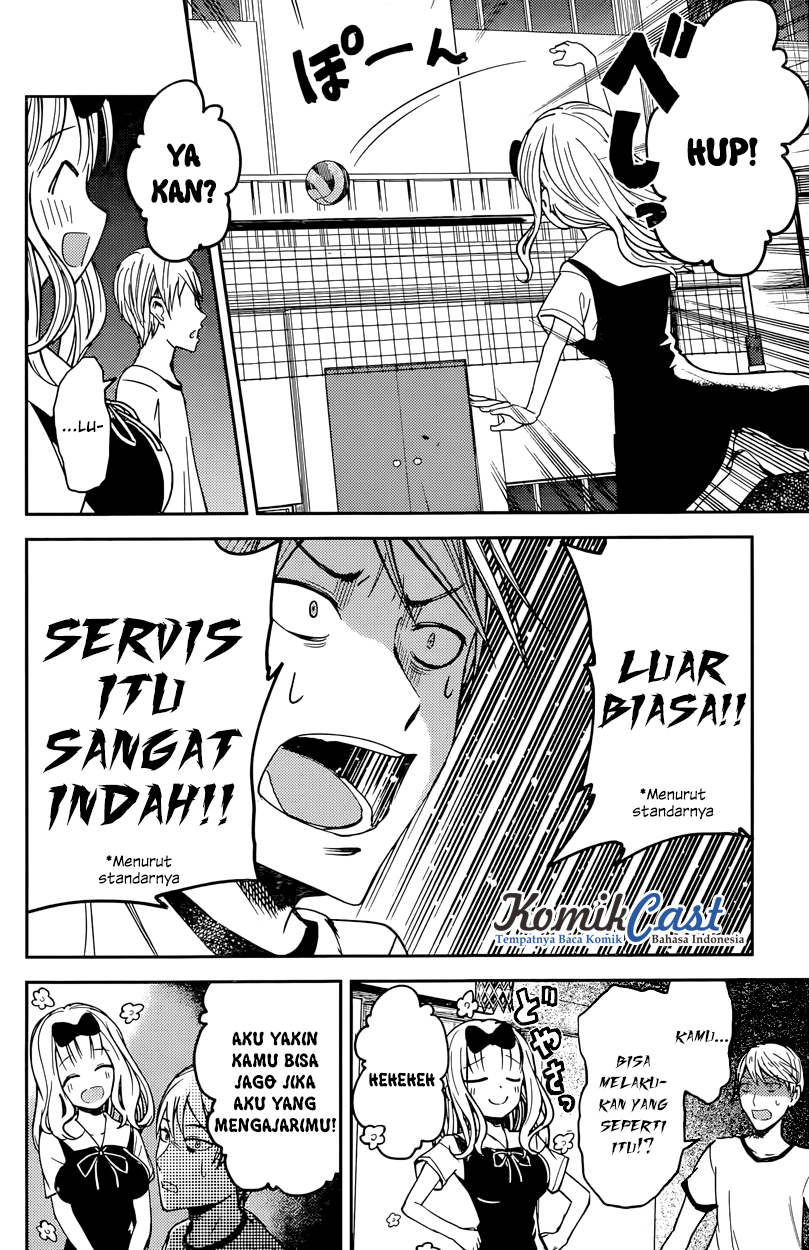 HUP!
べしっ
ぽーん
YA
KAN?
...LU-
LUAR
BIASA!!
*Menurut
standarnya
SERVIS
ITU
SANGAT
INDAH!!
*Menurut
standarnya
KomikCast
Tempatnya Baca Komik Bahasa Indonesia
KAMU...
BISA
MELAKU-
KAN YANG
SEPERTI
ITU!?
どやさっ
HEHEHEH
AKU YAKIN
KAMU BISA
JAGO JIKA
AKU YANG
MENGAJARIMU!